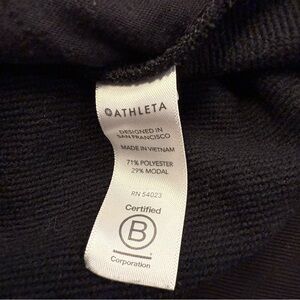 ATHLETA
DESIGNED IN
SAN FRANCISCO
MADE IN VIETNAM
71% POLYESTER
29% MODAL
RN 54023
Certified
B
Corporation